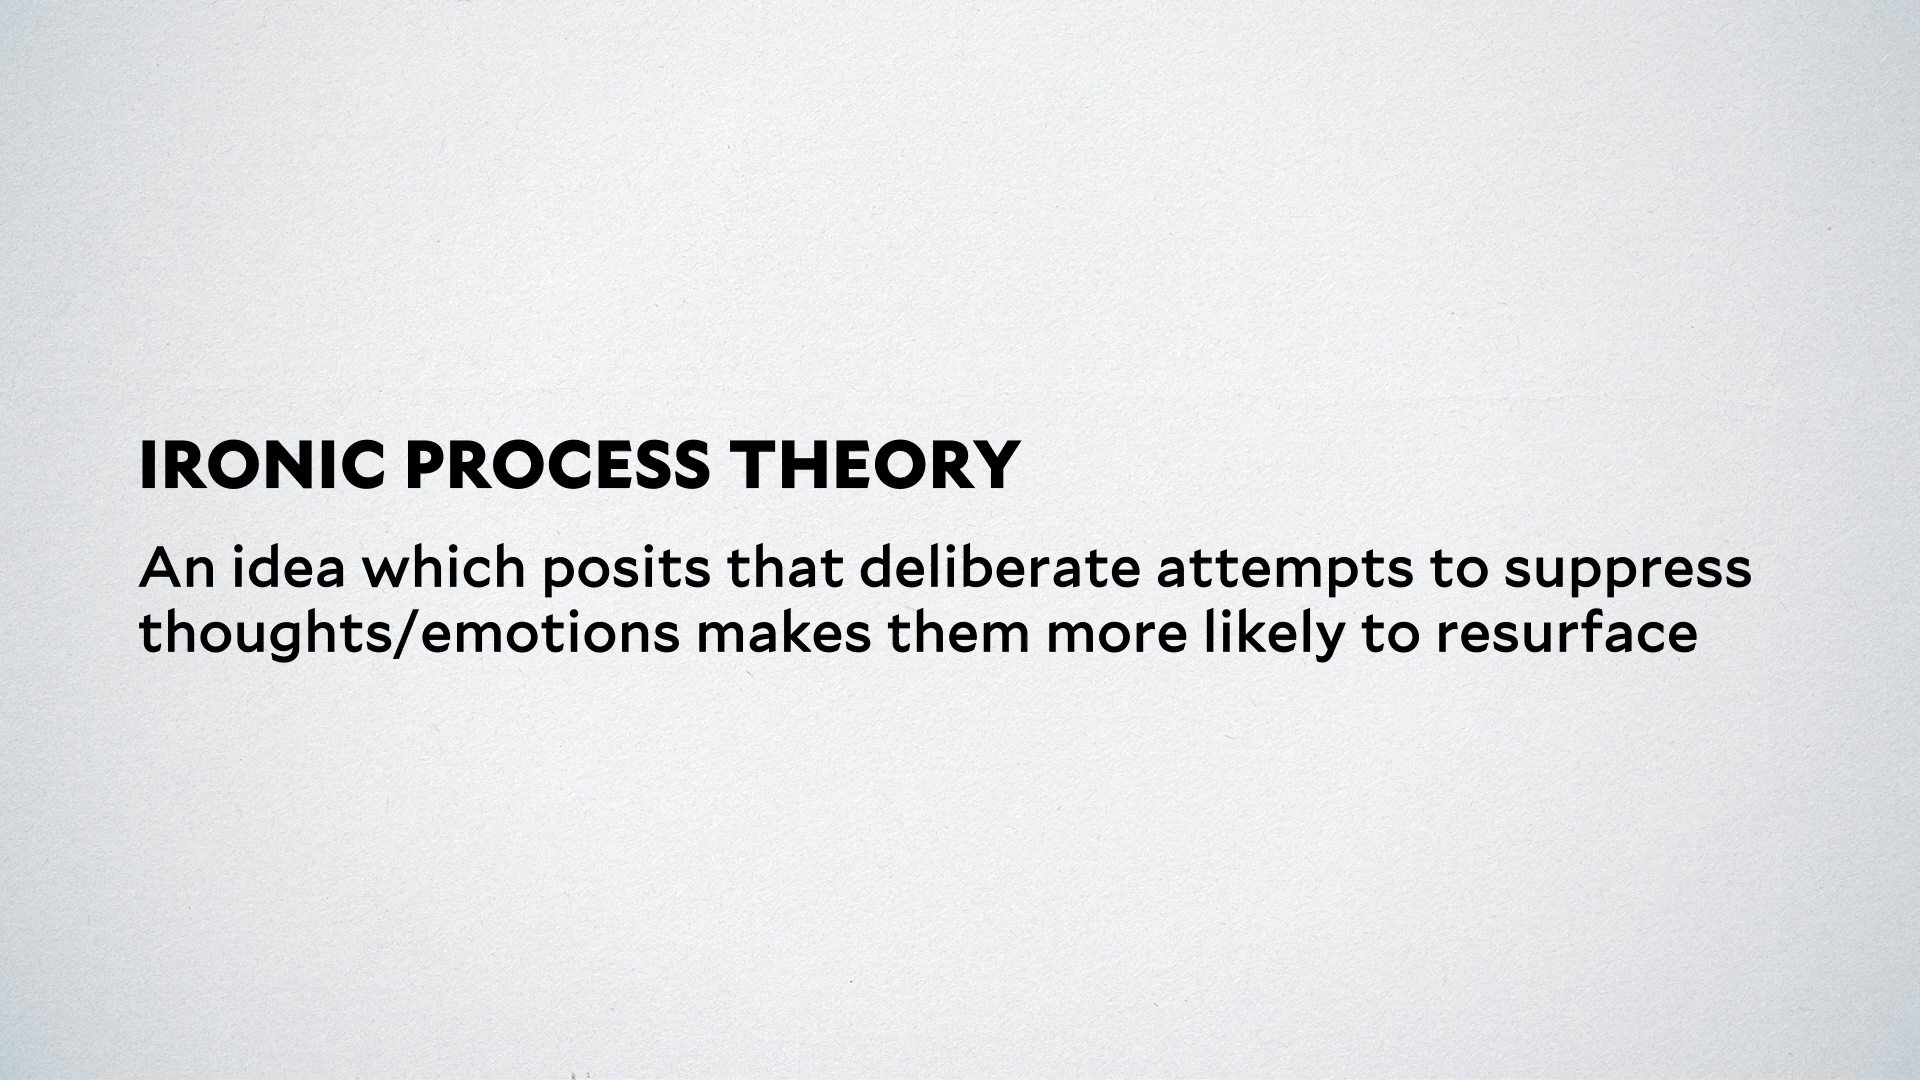 IRONIC PROCESS THEORY
An idea which posits that deliberate attempts to suppress
thoughts/emotions makes them more likely to resurface